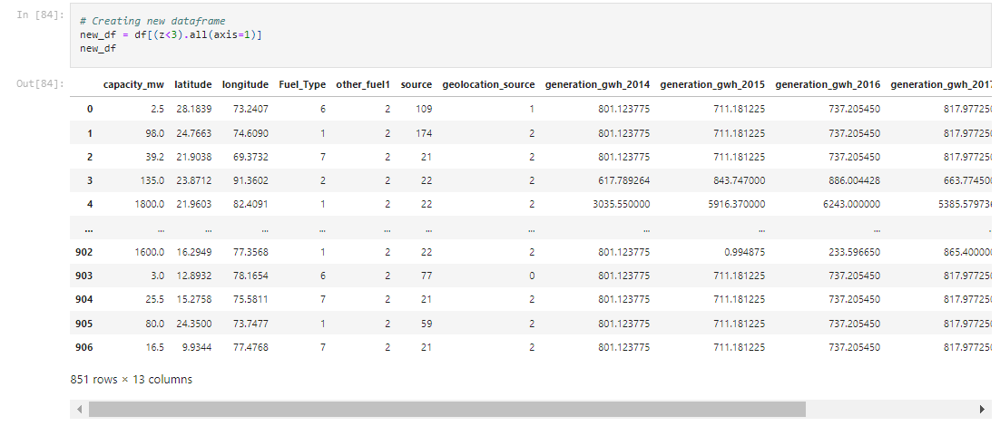 In [84]:
# Creating new dataframe
new_df = df[(z<3).all(axis=1)]
new_df
Out[84]:
capacity_mw latitude longitude Fuel_Type other_fuel1 source geolocation_source generation_gwh_2014 generation_gwh_2015 generation_gwh_2016 generation_gwh_2017
0 2.5 28.1839 73.2407 6 2 109 1 801.123775 711.181225 737.205450 817.977250
1 98.0 24.7663 74.6090 1 2 174 2 801.123775 711.181225 737.205450 817.977250
2 39.2 21.9038 69.3732 7 2 21 2 801.123775 711.181225 737.205450 817.977250
3 135.0 23.8712 91.3602 2 2 22 2 617.789264 843.747000 886.004428 663.774500
4 1800.0 21.9603 82.4091 1 2 22 2 3035.550000 5916.370000 6243.000000 5385.579736
... ... ... ... ... ... ... ... ... ... ... .
902 1600.0 16.2949 77.3568 1 2 22 2 801.123775 0.994875 233.596650 865.400000
903 3.0 12.8932 78.1654 6 2 77 0 801.123775 711.181225 737.205450 817.977250
904 25.5 15.2758 75.5811 7 2 21 2 801.123775 711.181225 737.205450 817.977250
905 80.0 24.3500 73.7477 1 2 59 2 801.123775 711.181225 737.205450 817.977250
906 16.5 9.9344 77.4768 7 2 21 2 801.123775 711.181225 737.205450 817.977250
851 rows × 13 columns